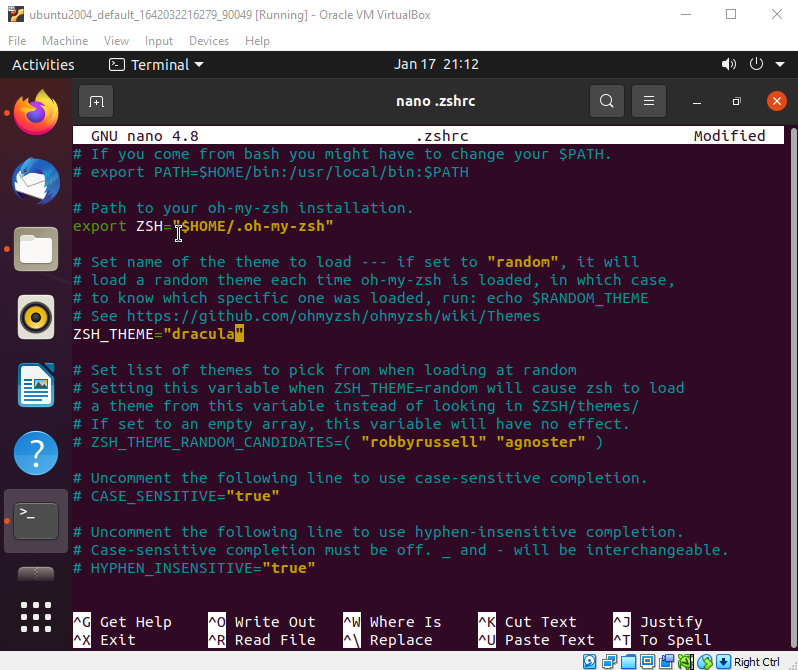 ubuntu2004_default_1642032216279_90049 [Running] - Oracle VM VirtualBox
File Machine View Input Devices Help
Activities Terminal Jan 17 21:12
nano .zshrc
GNU nano 4.8 .zshrc Modified
# If you come from bash you might have to change your $PATH.
# export PATH=$HOME/bin:/usr/local/bin:$PATH
# Path to your oh-my-zsh installation.
export ZSH="$HOME/.oh-my-zsh"
# Set name of the theme to load --- if set to "random", it will
# load a random theme each time oh-my-zsh is loaded, in which case,
# to know which specific one was loaded, run: echo $RANDOM_THEME
# See https://github.com/ohmyzsh/ohmyzsh/wiki/Themes
ZSH_THEME="dracula"
# Set list of themes to pick from when loading at random
# Setting this variable when ZSH_THEME=random will cause zsh to load
# a theme from this variable instead of looking in $ZSH/themes/
# If set to an empty array, this variable will have no effect.
# ZSH_THEME_RANDOM_CANDIDATES=( "robbyrussell" "agnoster" )
# Uncomment the following line to use case-sensitive completion.
# CASE_SENSITIVE="true"
# Uncomment the following line to use hyphen-insensitive completion.
# Case-sensitive completion must be off. _ and - will be interchangeable.
# HYPHEN_INSENSITIVE="true"
^G Get Help ^O Write Out ^W Where Is ^K Cut Text ^J Justify
^X Exit ^R Read File ^\ Replace ^U Paste Text ^T To Spell
Right Ctrl